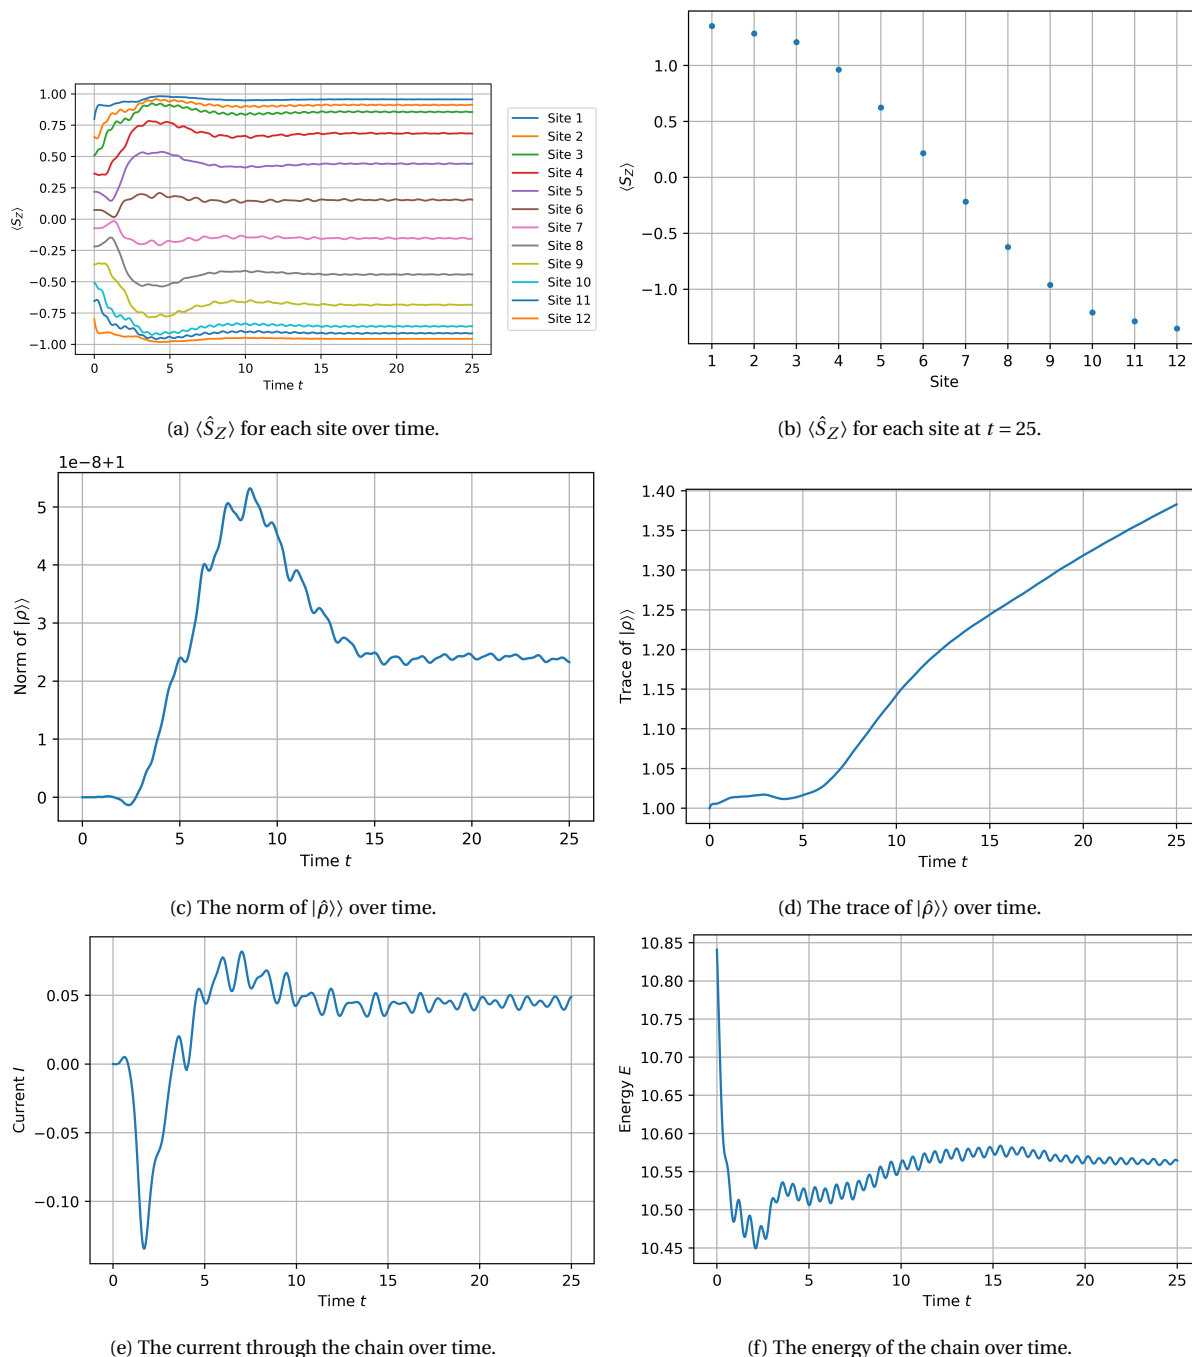 1.00
0.75
0.50
0.25
0.00
−0.25
−0.50
−0.75
−1.00
⟨S_Z⟩
0 5 10 15 20 25
Time t
Site 1
Site 2
Site 3
Site 4
Site 5
Site 6
Site 7
Site 8
Site 9
Site 10
Site 11
Site 12
(a) ⟨Ŝ_Z⟩ for each site over time.
1.0
0.5
0.0
−0.5
−1.0
⟨S_Z⟩
1 2 3 4 5 6 7 8 9 10 11 12
Site
(b) ⟨Ŝ_Z⟩ for each site at t = 25.
1e−8+1
5
4
3
2
1
0
Norm of |ρ⟩⟩
0 5 10 15 20 25
Time t
(c) The norm of |ρ̂⟩⟩ over time.
1.40
1.35
1.30
1.25
1.20
1.15
1.10
1.05
1.00
Trace of |ρ⟩⟩
0 5 10 15 20 25
Time t
(d) The trace of |ρ̂⟩⟩ over time.
0.05
0.00
−0.05
−0.10
Current I
0 5 10 15 20 25
Time t
(e) The current through the chain over time.
10.85
10.80
10.75
10.70
10.65
10.60
10.55
10.50
10.45
Energy E
0 5 10 15 20 25
Time t
(f) The energy of the chain over time.